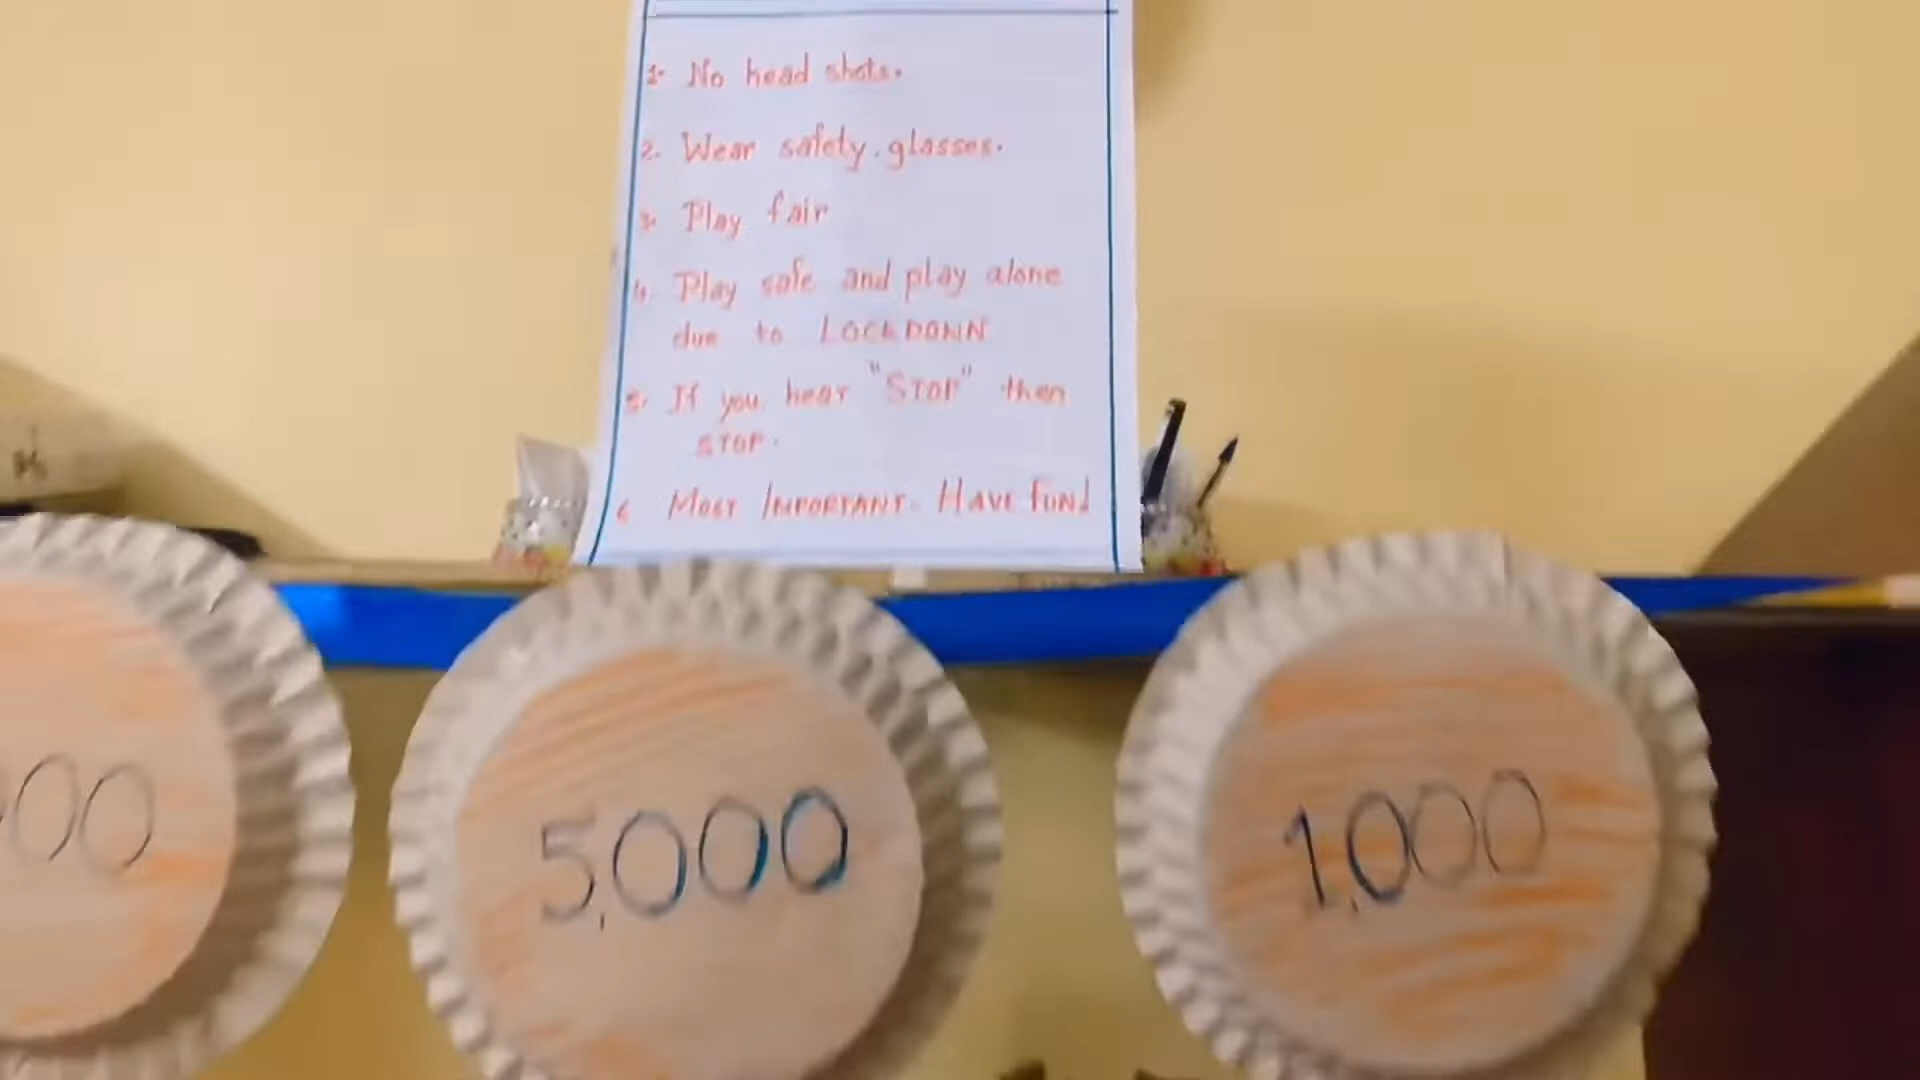 1. No head shots.
2. Wear safety.glasses.
3. Play fair
4. Play safe and play alone
due to LOCKDOWN
5. If you hear "STOP" then
STOP.
6 MOST IMPORTANT- HAVE FUN!
00
5,000
1,000